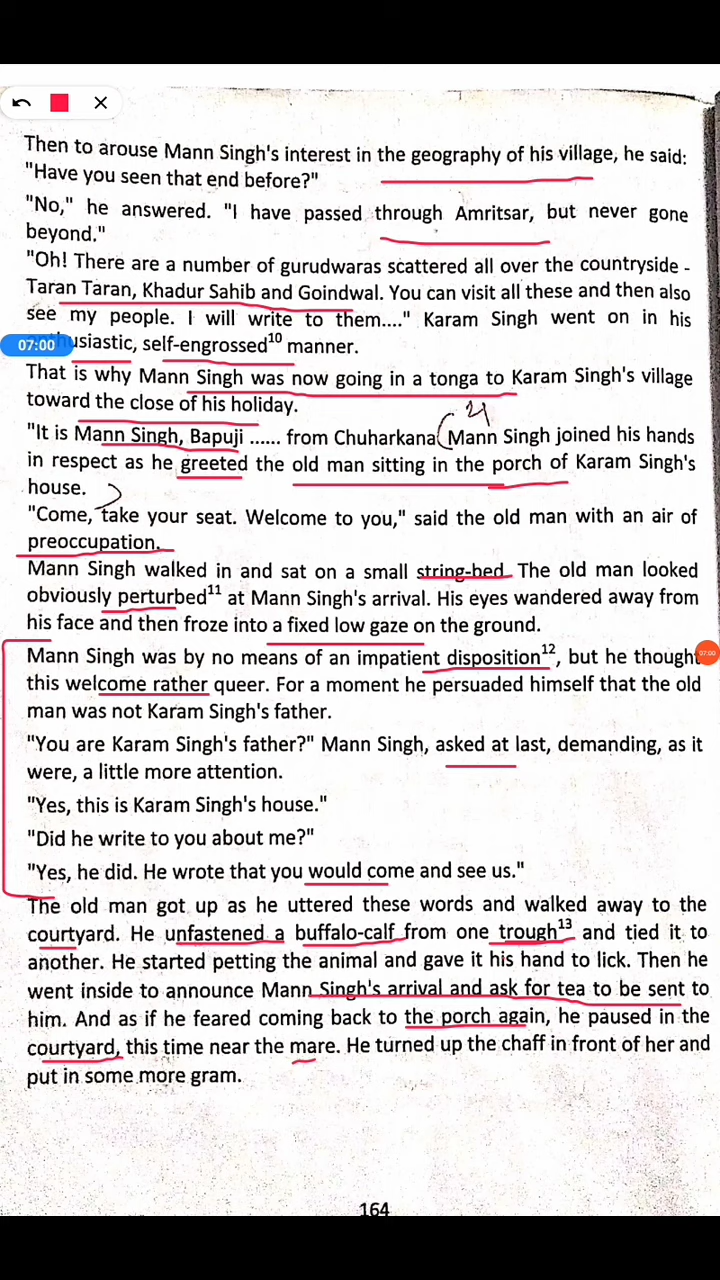 Then to arouse Mann Singh's interest in the geography of his village, he said:
"Have you seen that end before?"
"No," he answered. "I have passed through Amritsar, but never gone
beyond."
"Oh! There are a number of gurudwaras scattered all over the countryside -
Taran Taran, Khadur Sahib and Goindwal. You can visit all these and then also
see my people. I will write to them...." Karam Singh went on in his
07:00 usiastic, self-engrossed10 manner.
That is why Mann Singh was now going in a tonga to Karam Singh's village
toward the close of his holiday.
"It is Mann Singh, Bapuji ...... from Chuharkana Mann Singh joined his hands
in respect as he greeted the old man sitting in the porch of Karam Singh's
house.
"Come, take your seat. Welcome to you," said the old man with an air of
preoccupation.
Mann Singh walked in and sat on a small string-bed. The old man looked
obviously perturbed11 at Mann Singh's arrival. His eyes wandered away from
his face and then froze into a fixed low gaze on the ground.
Mann Singh was by no means of an impatient disposition12, but he thought
07:00
this welcome rather queer. For a moment he persuaded himself that the old
man was not Karam Singh's father.
"You are Karam Singh's father?" Mann Singh, asked at last, demanding, as it
were, a little more attention.
"Yes, this is Karam Singh's house."
"Did he write to you about me?"
"Yes, he did. He wrote that you would come and see us."
The old man got up as he uttered these words and walked away to the
courtyard. He unfastened a buffalo-calf from one trough13 and tied it to
another. He started petting the animal and gave it his hand to lick. Then he
went inside to announce Mann Singh's arrival and ask for tea to be sent to
him. And as if he feared coming back to the porch again, he paused in the
courtyard, this time near the mare. He turned up the chaff in front of her and
put in some more gram.
164